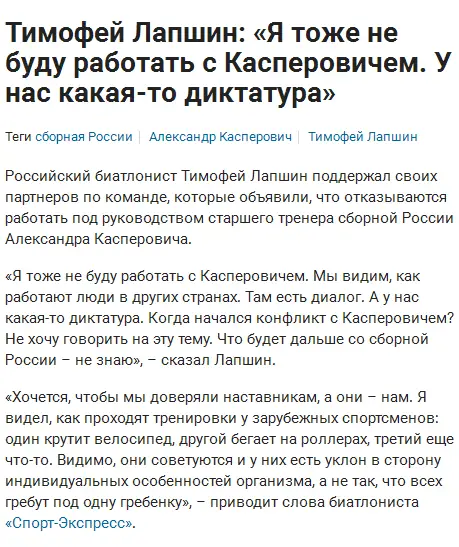 Тимофей Лапшин: «Я тоже не
буду работать с Касперовичем. У
нас какая-то диктатура»
Теги сборная России Александр Касперович Тимофей Лапшин
Российский биатлонист Тимофей Лапшин поддержал своих
партнеров по команде, которые объявили, что отказываются
работать под руководством старшего тренера сборной России
Александра Касперовича.
«Я тоже не буду работать с Касперовичем. Мы видим, как
работают люди в других странах. Там есть диалог. А у нас
какая-то диктатура. Когда начался конфликт с Касперовичем?
Не хочу говорить на эту тему. Что будет дальше со сборной
России – не знаю», – сказал Лапшин.
«Хочется, чтобы мы доверяли наставникам, а они – нам. Я
видел, как проходят тренировки у зарубежных спортсменов:
один крутит велосипед, другой бегает на роллерах, третий еще
что-то. Видимо, они советуются и у них есть уклон в сторону
индивидуальных особенностей организма, а не так, что всех
гребут под одну гребенку», – приводит слова биатлониста
«Спорт-Экспресс».